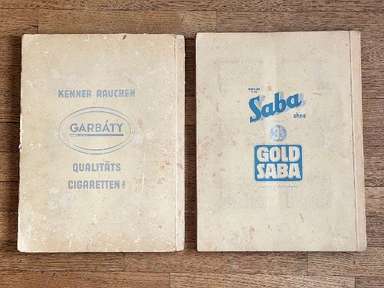 KENNER RAUCHEN
GARBÁTY
QUALITÄTS
CIGARETTEN!
Saba
ohne
GOLD
SABA